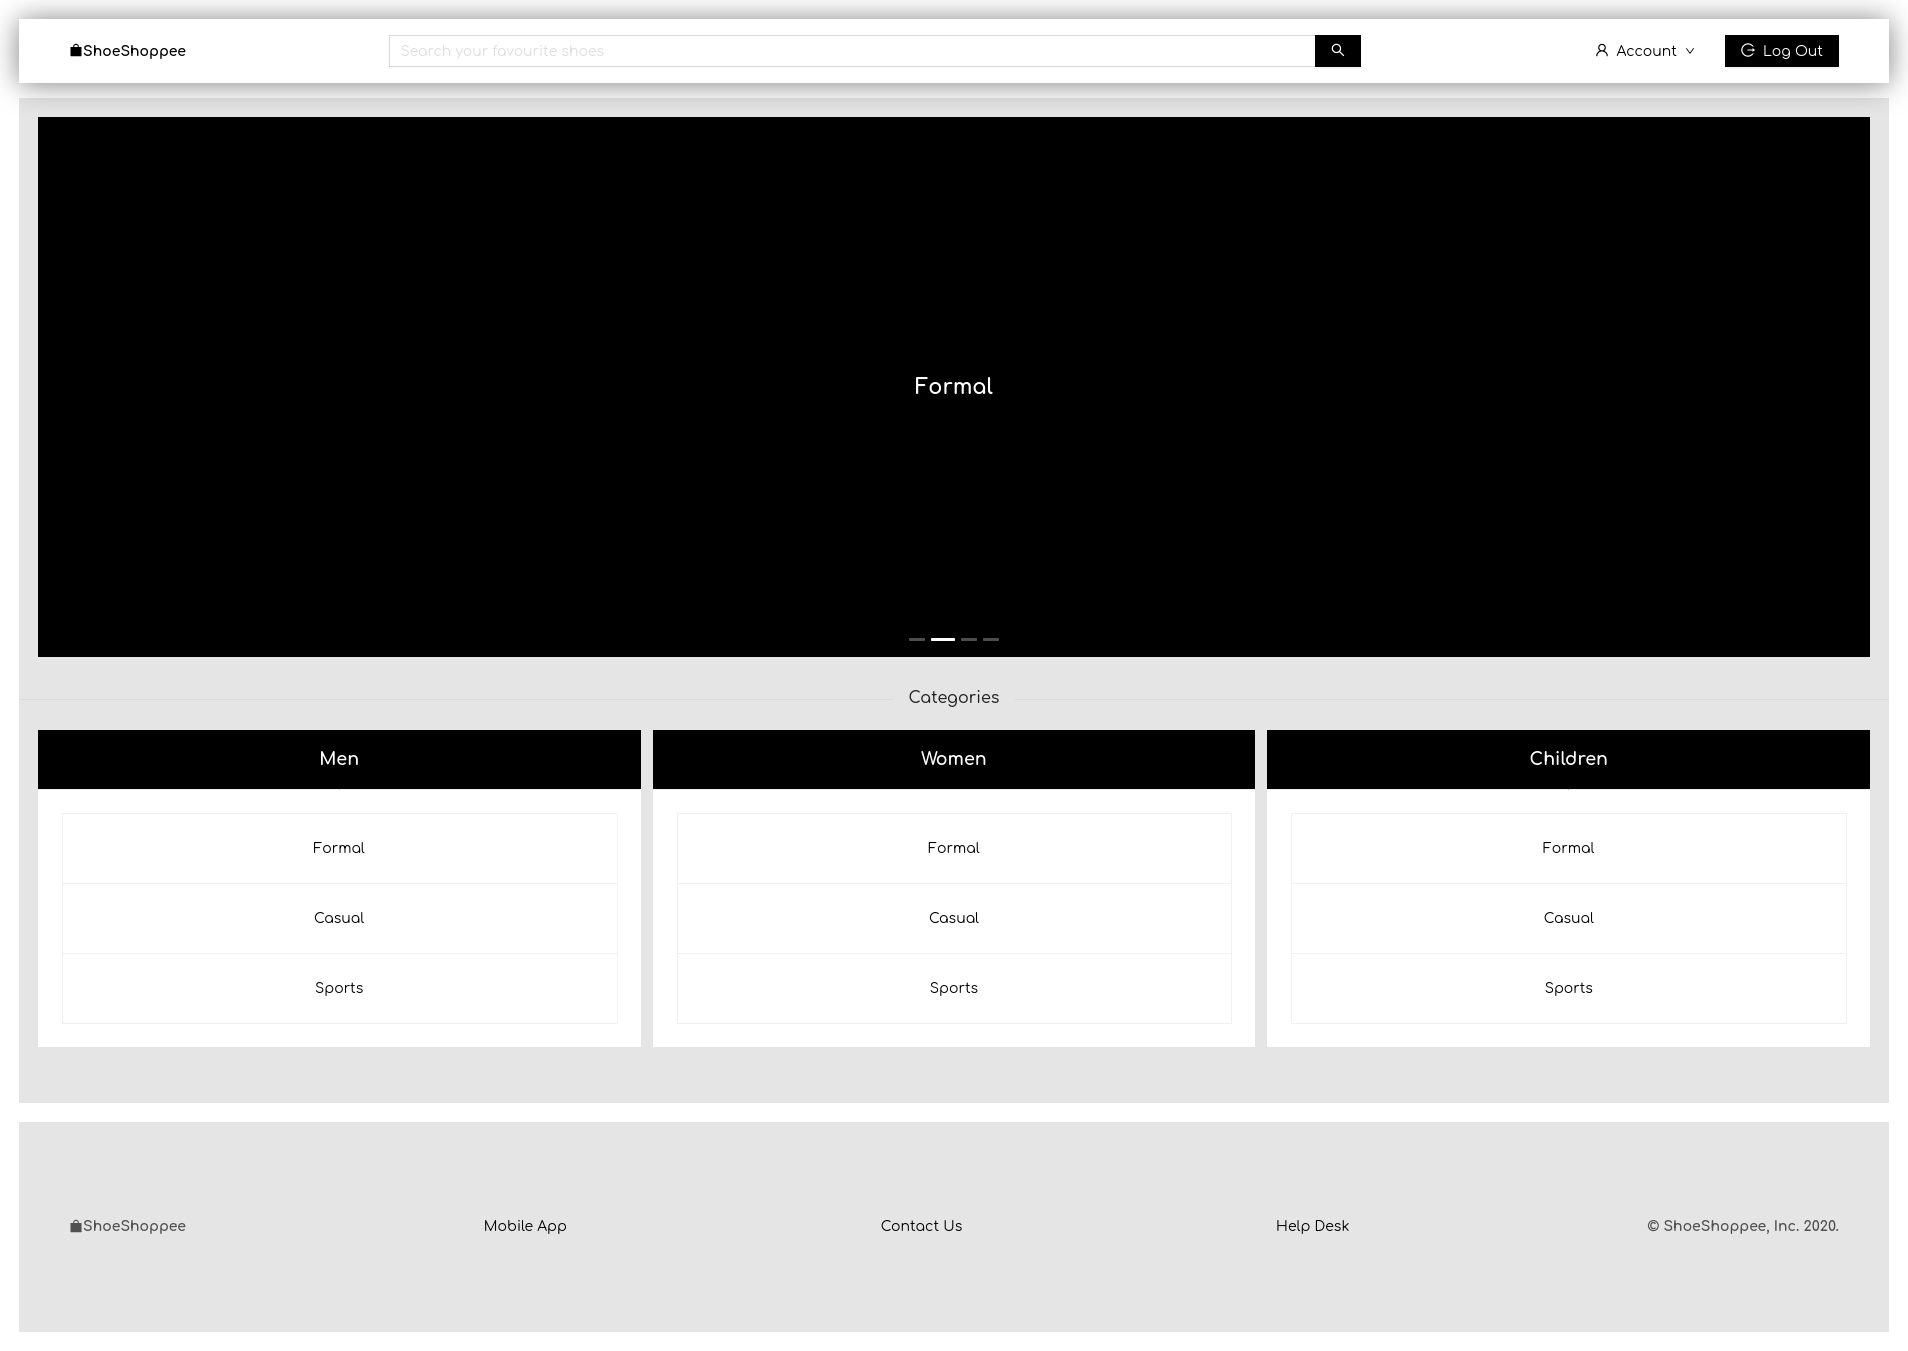 ShoeShoppee
Search your favourite shoes
Account
Log Out
Formal
Categories
Men
Women
Children
Formal
Formal
Formal
Casual
Casual
Casual
Sports
Sports
Sports
ShoeShoppee
Mobile App
Contact Us
Help Desk
© ShoeShoppee, Inc. 2020.